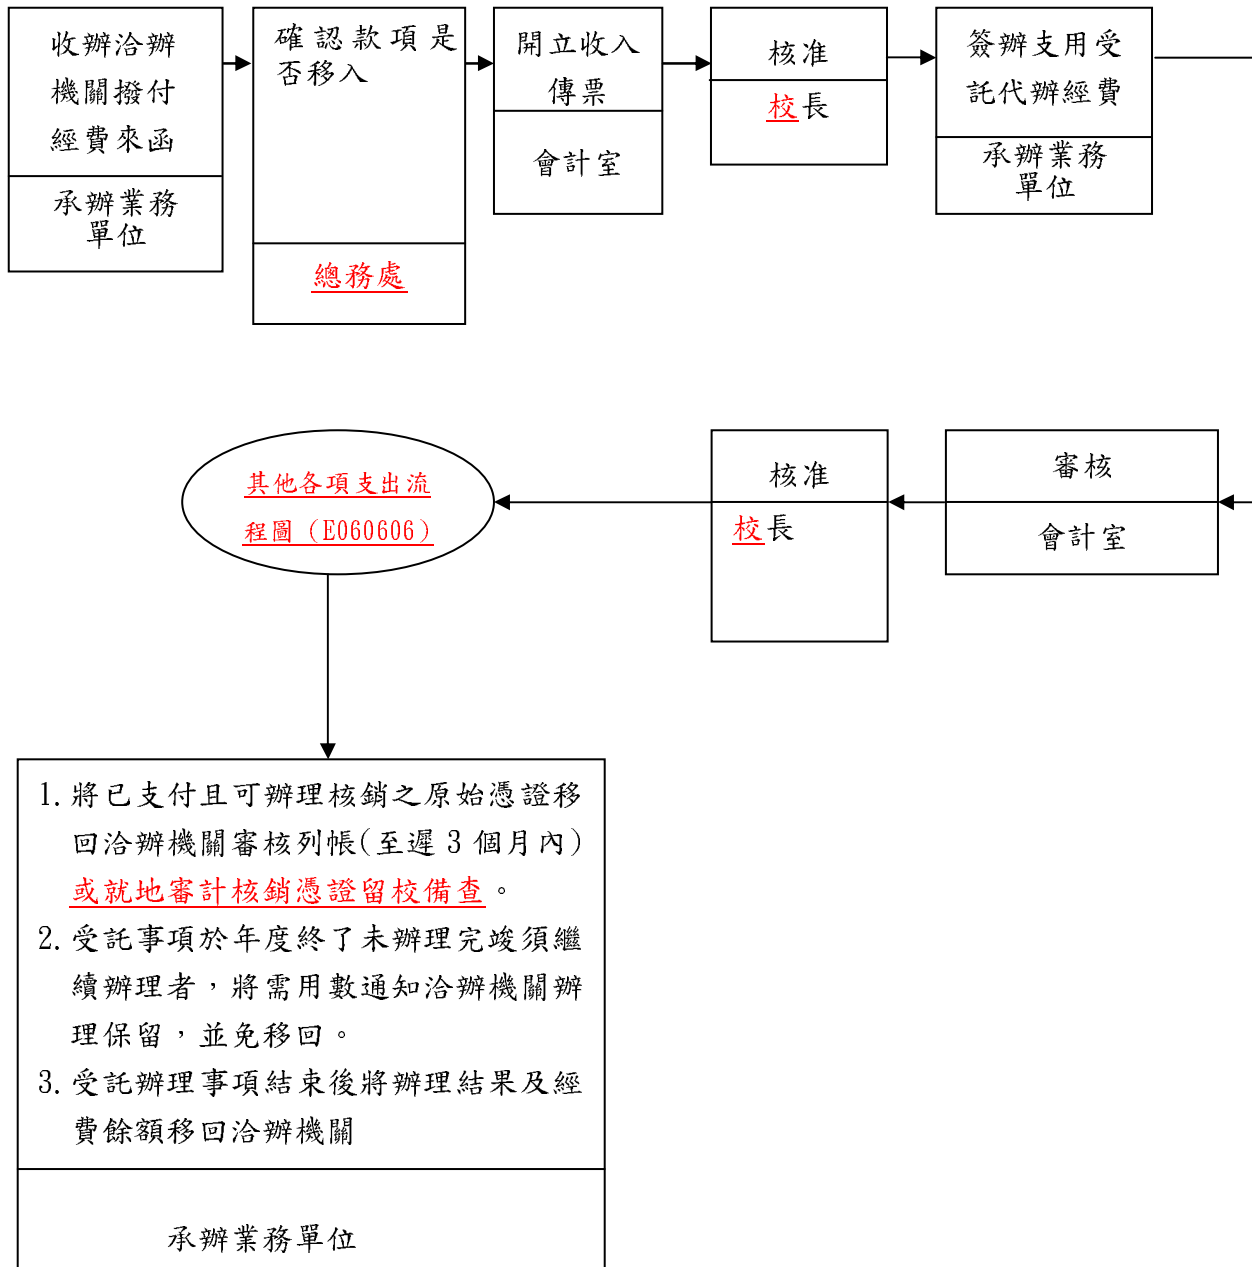 收辦洽辦
機關撥付
經費來函
承辦業務
單位
確認款項是
否移入
總務處
開立收入
傳票
會計室
核准
校長
簽辦支用受
託代辦經費
承辦業務
單位
審核
會計室
核准
校長
其他各項支出流
程圖（E060606）
1. 將已支付且可辦理核銷之原始憑證移
回洽辦機關審核列帳(至遲 3 個月內)
或就地審計核銷憑證留校備查。
2. 受託事項於年度終了未辦理完竣須繼
續辦理者，將需用數通知洽辦機關辦
理保留，並免移回。
3. 受託辦理事項結束後將辦理結果及經
費餘額移回洽辦機關
承辦業務單位